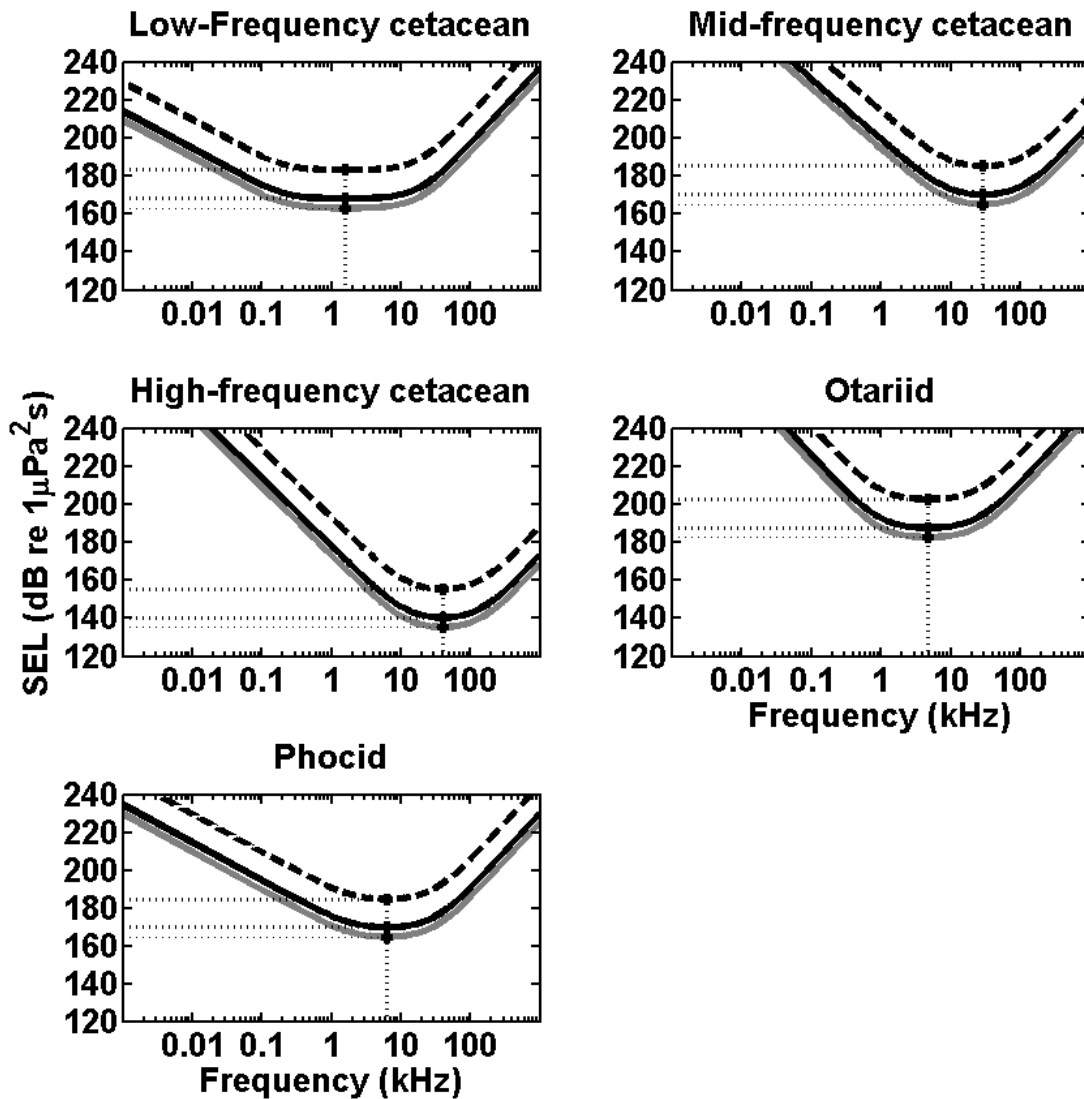 Low-Frequency cetacean
240
220
200
180
160
140
120
0.01 0.1 1 10 100
Mid-frequency cetacean
240
220
200
180
160
140
120
0.01 0.1 1 10 100
SEL (dB re 1μPa²s)
High-frequency cetacean
240
220
200
180
160
140
120
0.01 0.1 1 10 100
Otariid
240
220
200
180
160
140
120
0.01 0.1 1 10 100
Frequency (kHz)
Phocid
240
220
200
180
160
140
120
0.01 0.1 1 10 100
Frequency (kHz)